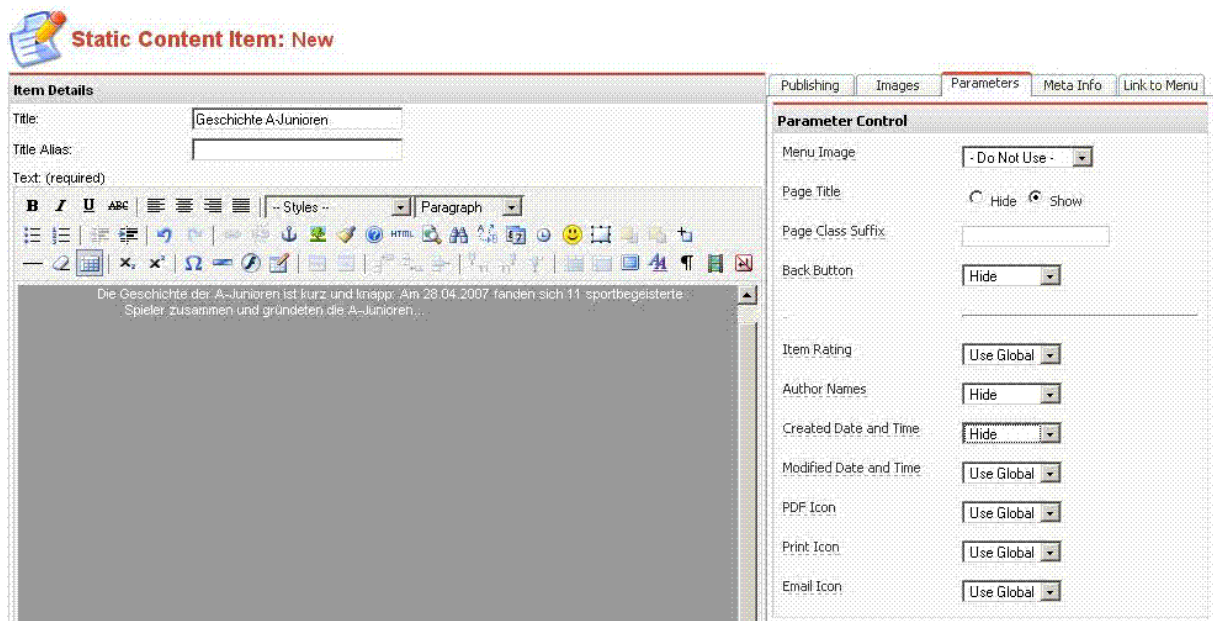 Static Content Item: New
Item Details
Title:
Geschichte A-Junioren
Title Alias:
Text: (required)
B I U ABC -- Styles -- Paragraph
HTML
Die Geschichte der A-Junioren ist kurz und knapp: Am 28.04.2007 fanden sich 11 sportbegeisterte
Spieler zusammen und gründeten die A-Junioren...
Publishing Images Parameters Meta Info Link to Menu
Parameter Control
Menu Image - Do Not Use -
Page Title Hide Show
Page Class Suffix
Back Button Hide
Item Rating Use Global
Author Names Hide
Created Date and Time Hide
Modified Date and Time Use Global
PDF Icon Use Global
Print Icon Use Global
Email Icon Use Global